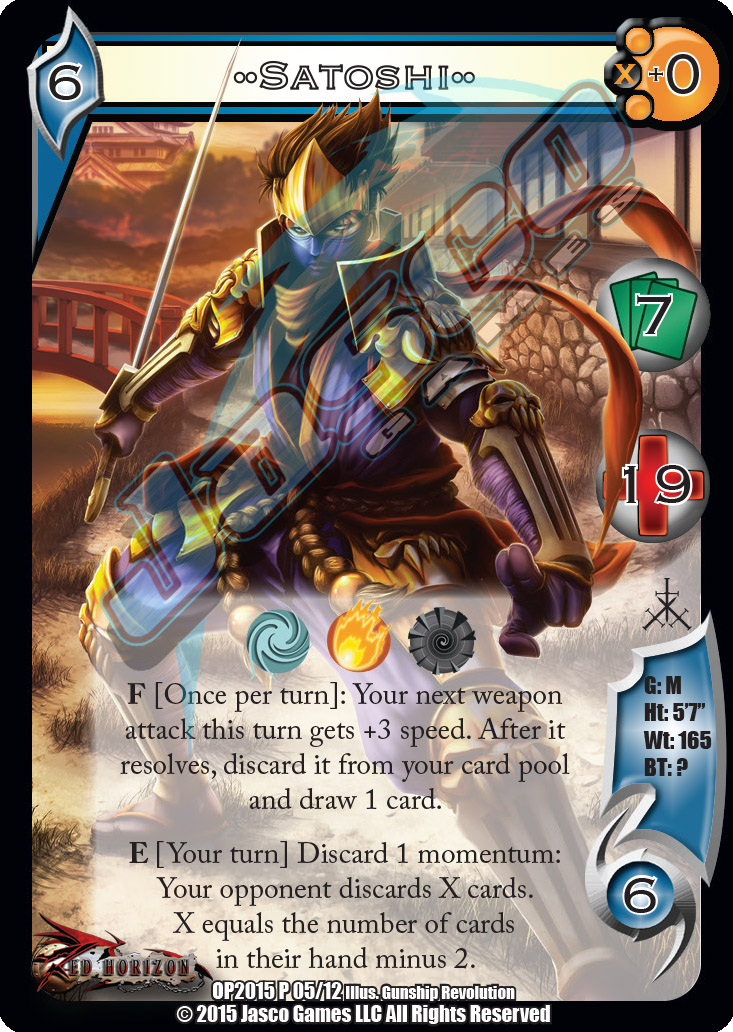 6
••SATOSHI••
X +0
JASCO
GAMES
7
19
G: M
Ht: 5'7"
Wt: 165
BT: ?
F [Once per turn]: Your next weapon
attack this turn gets +3 speed. After it
resolves, discard it from your card pool
and draw 1 card.
E [Your turn] Discard 1 momentum:
Your opponent discards X cards.
X equals the number of cards
in their hand minus 2.
6
RED HORIZON
OP2015 P 05/12 Illus. Gunship Revolution
© 2015 Jasco Games LLC All Rights Reserved